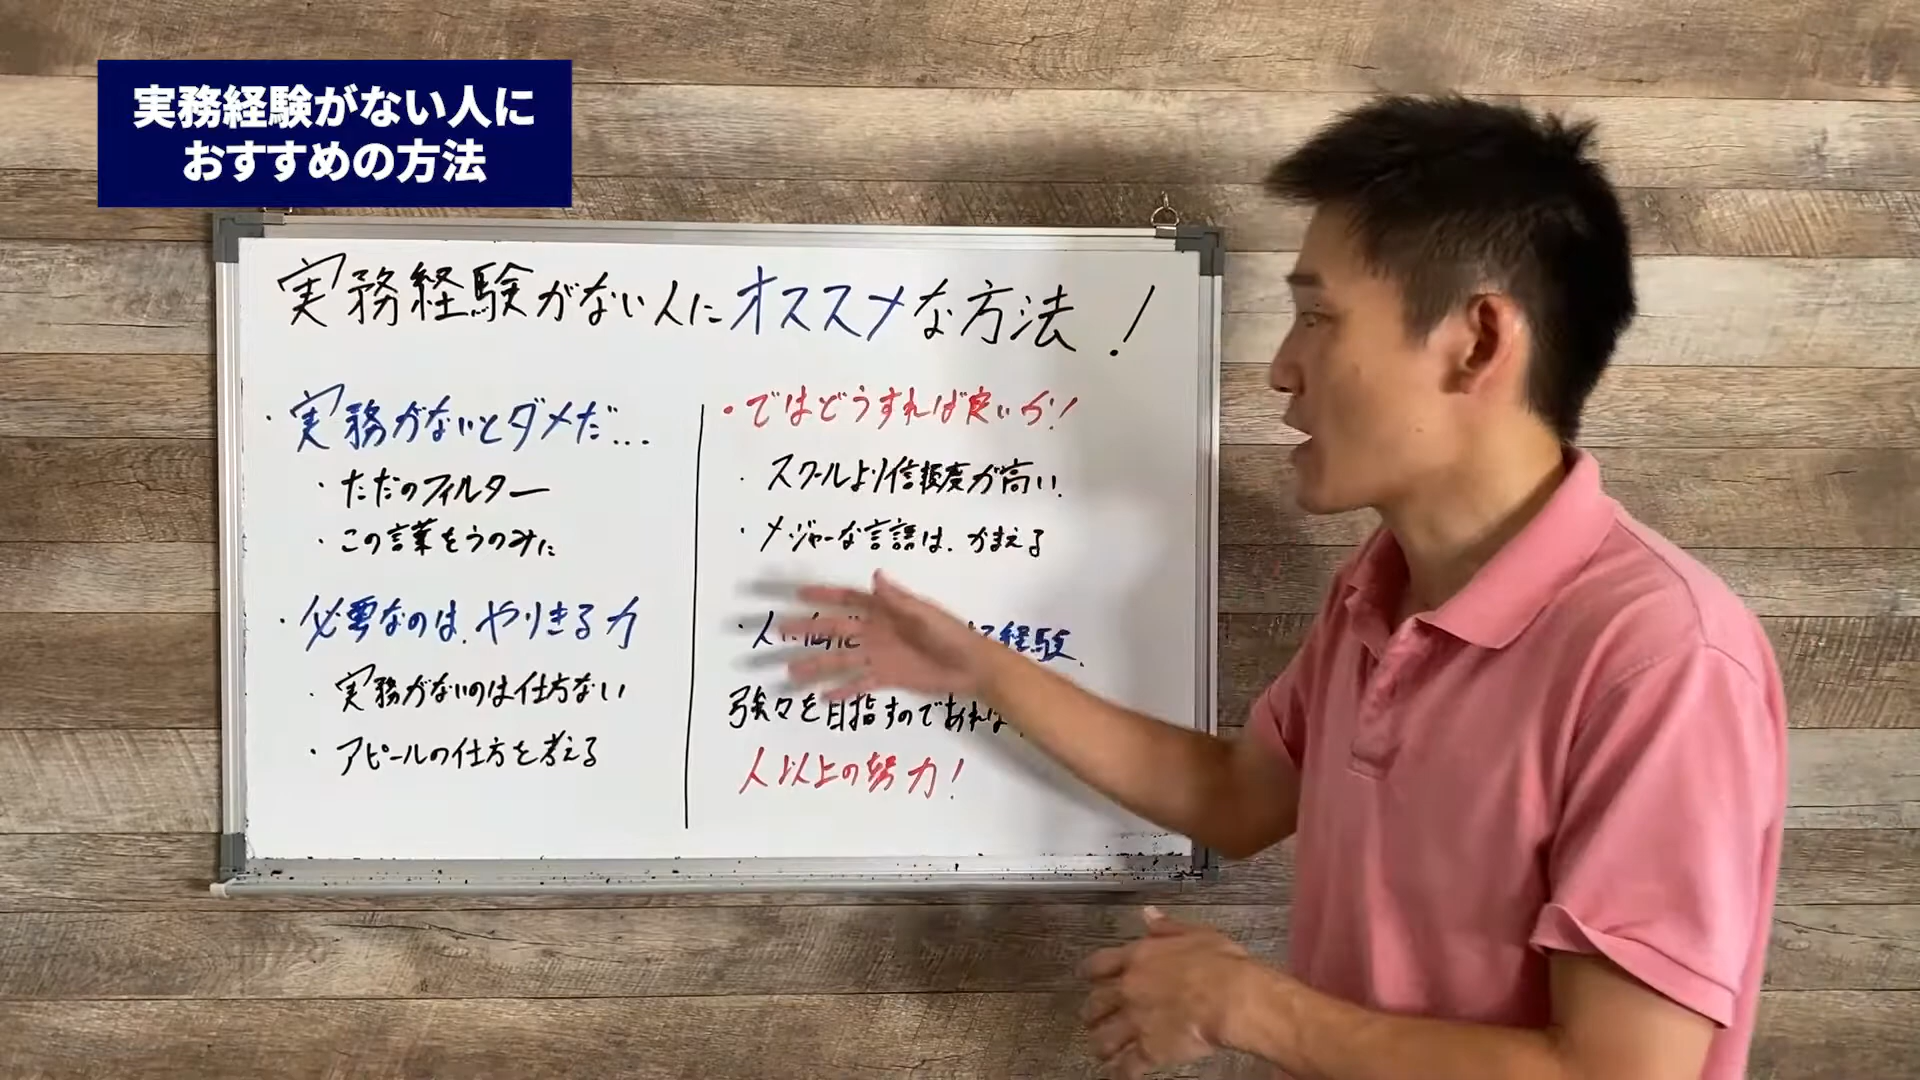 実務経験がない人に
おすすめの方法
実務経験がない人にオススメな方法！
・実務がないとダメだ...
・ただのフィルター
・この言葉をうのみに
・必要なのは、やりきる力
・実務がないのは仕方ない
・アピールの仕方を考える
・ではどうすれば良いか！
・スクールより信頼度が高い、
・メジャーな言語は、かまえる
・人に 経験、
強々を目指すのであれば
人以上の努力！